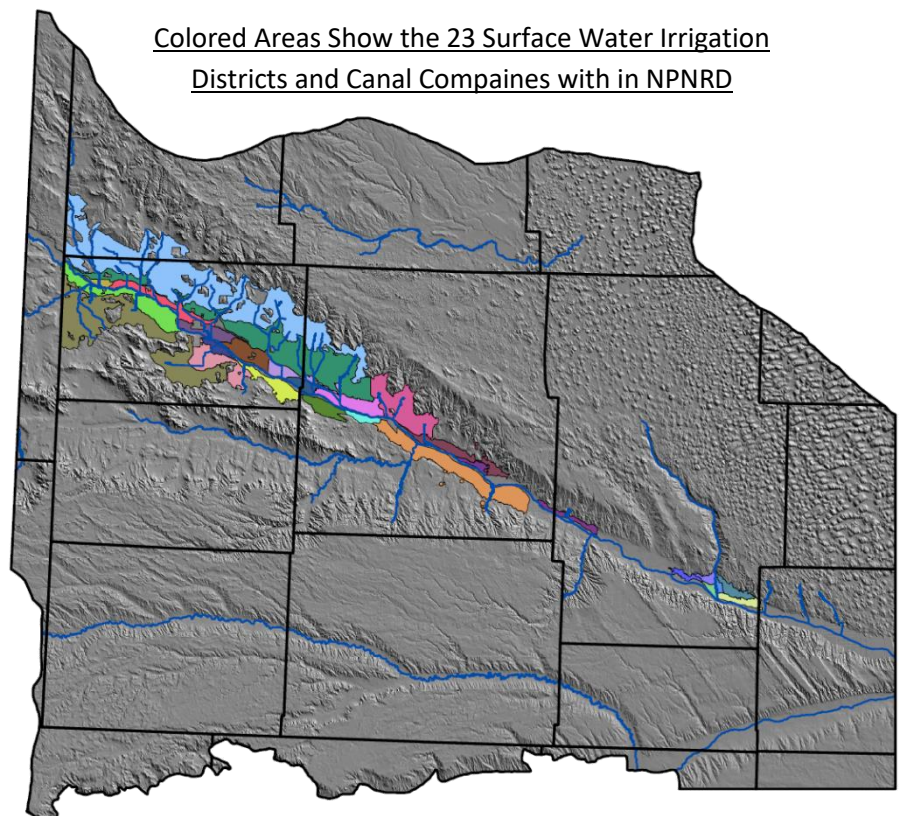 Colored Areas Show the 23 Surface Water Irrigation
Districts and Canal Compaines with in NPNRD